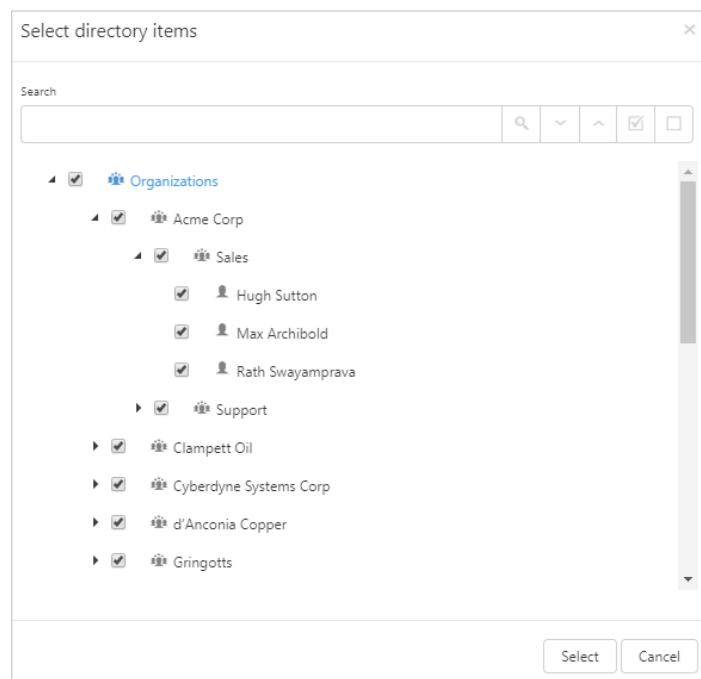 Select directory items
Search
Organizations
Acme Corp
Sales
Hugh Sutton
Max Archibold
Rath Swayamprava
Support
Clampett Oil
Cyberdyne Systems Corp
d'Anconia Copper
Gringotts
Select Cancel